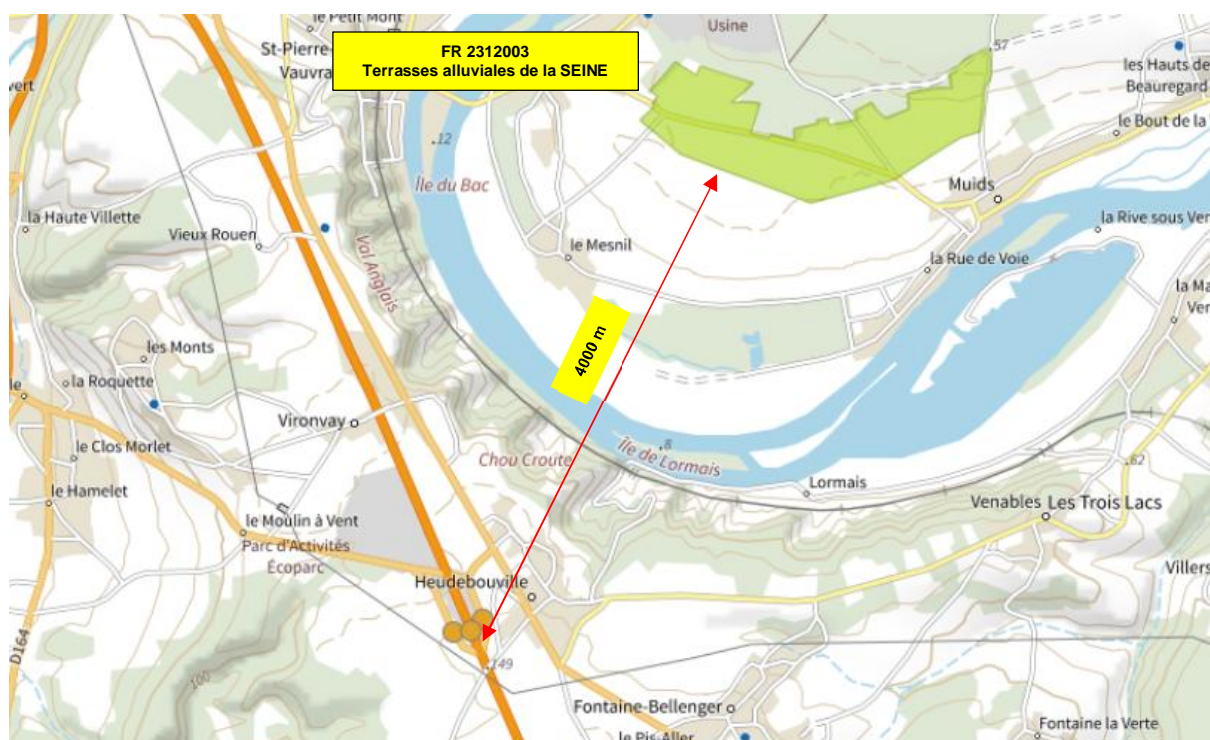 le Petit Mont
Usine
FR 2312003
Terrasses alluviales de la SEINE
St-Pierre-
Vauvra
57
les Hauts de
Beauregard
vert
le Bout de la
12
Île du Bac
Muids
la Haute Villette
Vieux Rouen
la Rive sous Ver
Val Anglais
le Mesnil
la Rue de Voie
la Ma
Ver
4000 m
les Monts
la Roquette
le
Vironvay
le Clos Morlet
Chou Croute
.8
Île de Lormais
62
Lormais
le Hamelet
Venables
Les Trois Lacs
le Moulin à Vent
Parc d'Activités
Écoparc
Heudebouville
Villers
D164
149
100
Fontaine-Bellenger
le Pis-Aller
Fontaine la Verte